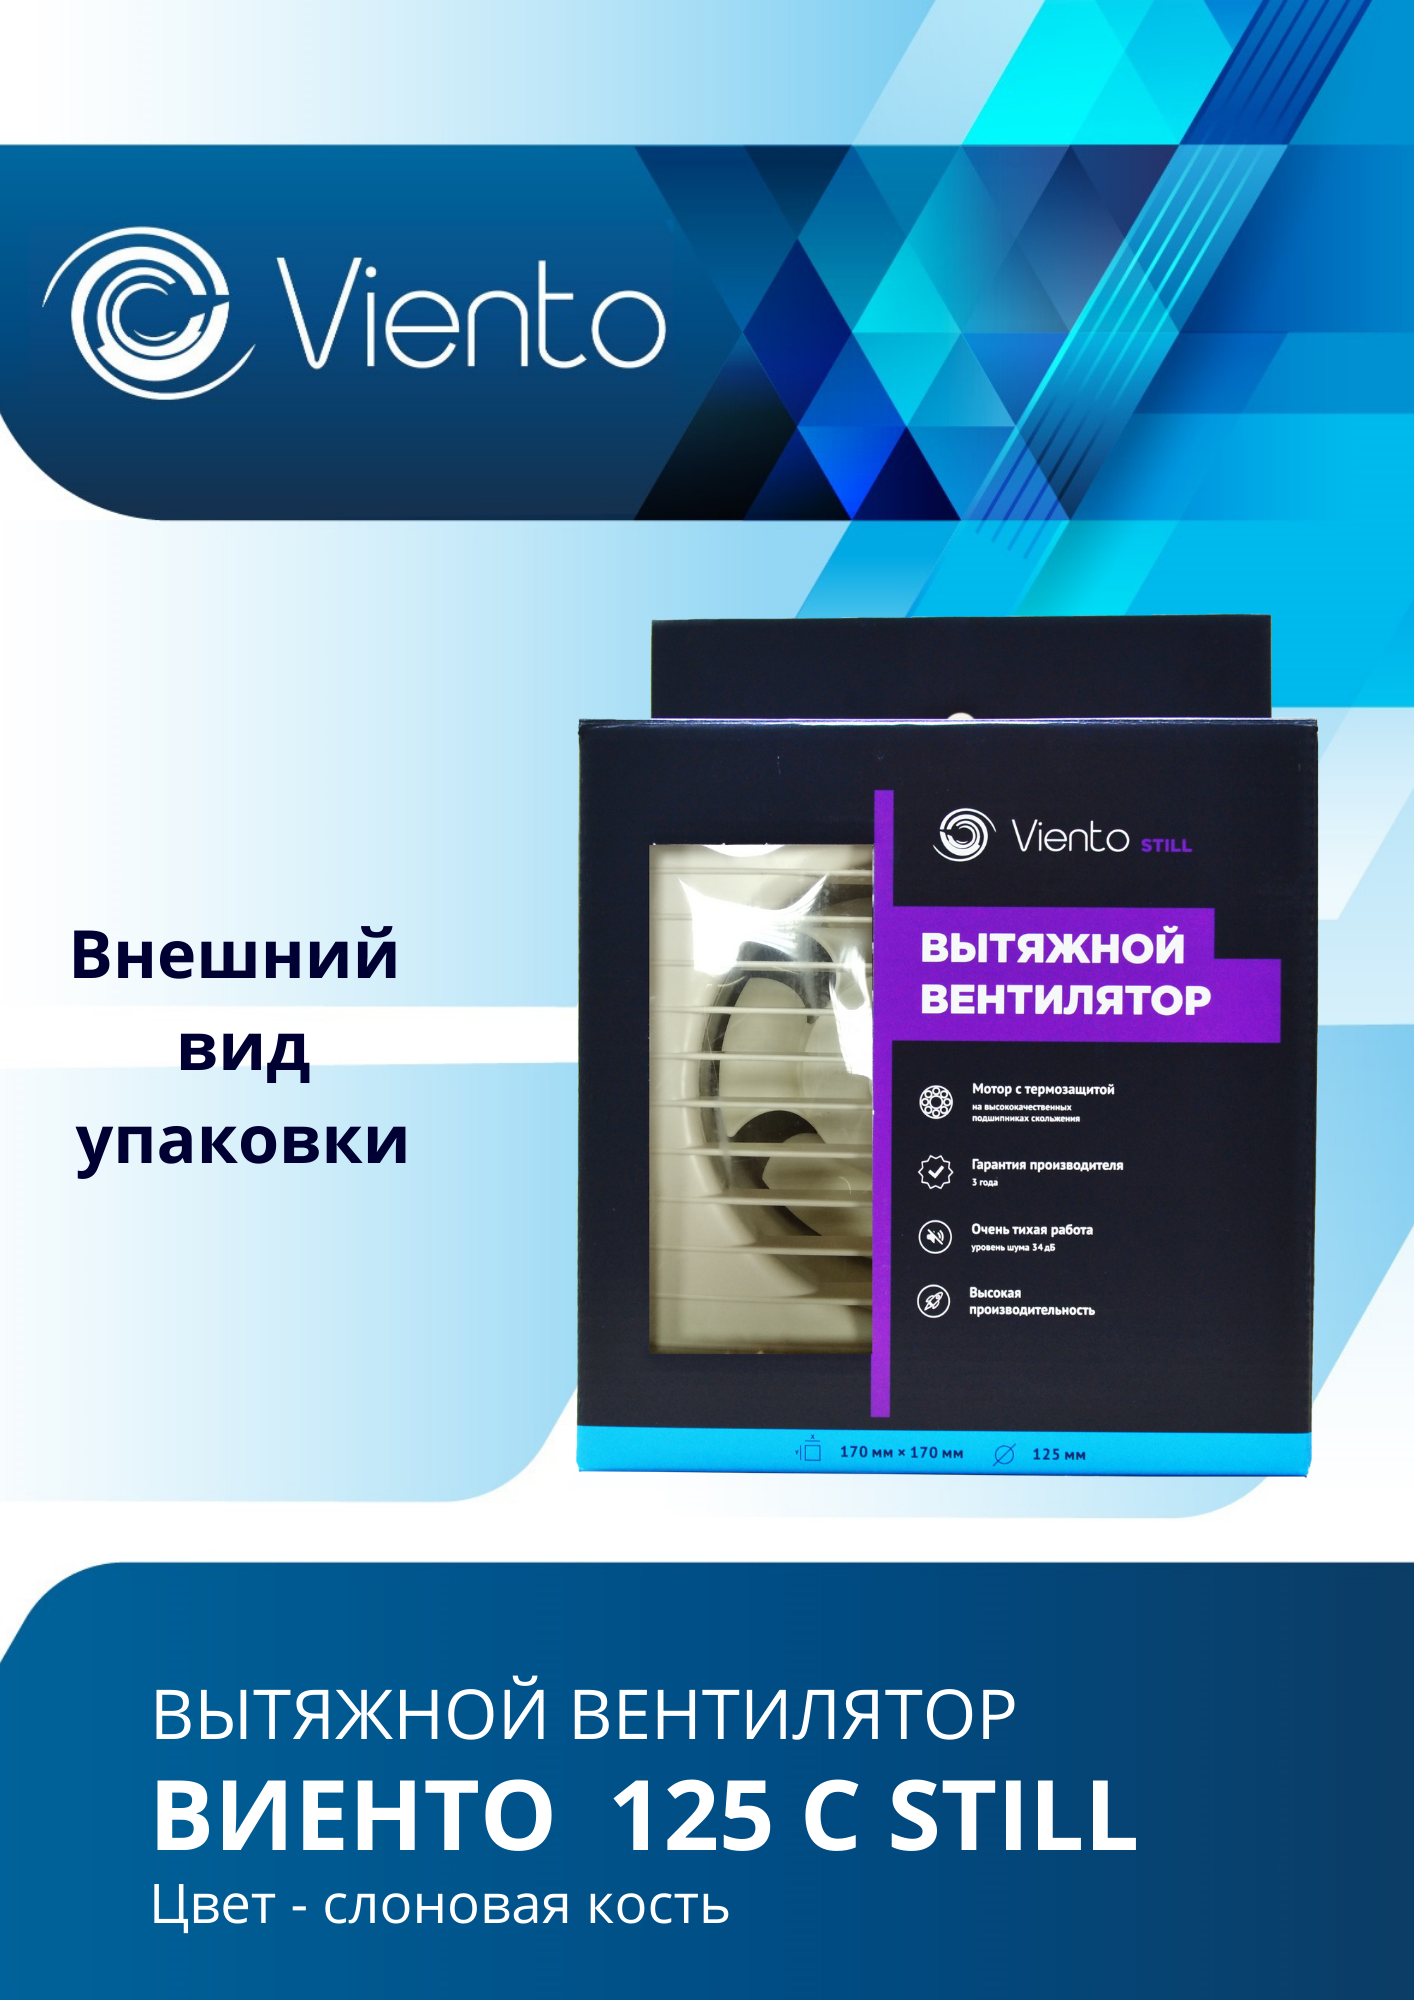 Viento
Внешний
вид
упаковки
Viento STILL
ВЫТЯЖНОЙ
ВЕНТИЛЯТОР
Мотор с термозащитой
на высококачественных
подшипниках скольжения
Гарантия производителя
3 года
Очень тихая работа
уровень шума 34 дБ
Высокая
производительность
170 мм × 170 мм 125 мм
ВЫТЯЖНОЙ ВЕНТИЛЯТОР
ВИЕНТО 125 С STILL
Цвет - слоновая кость